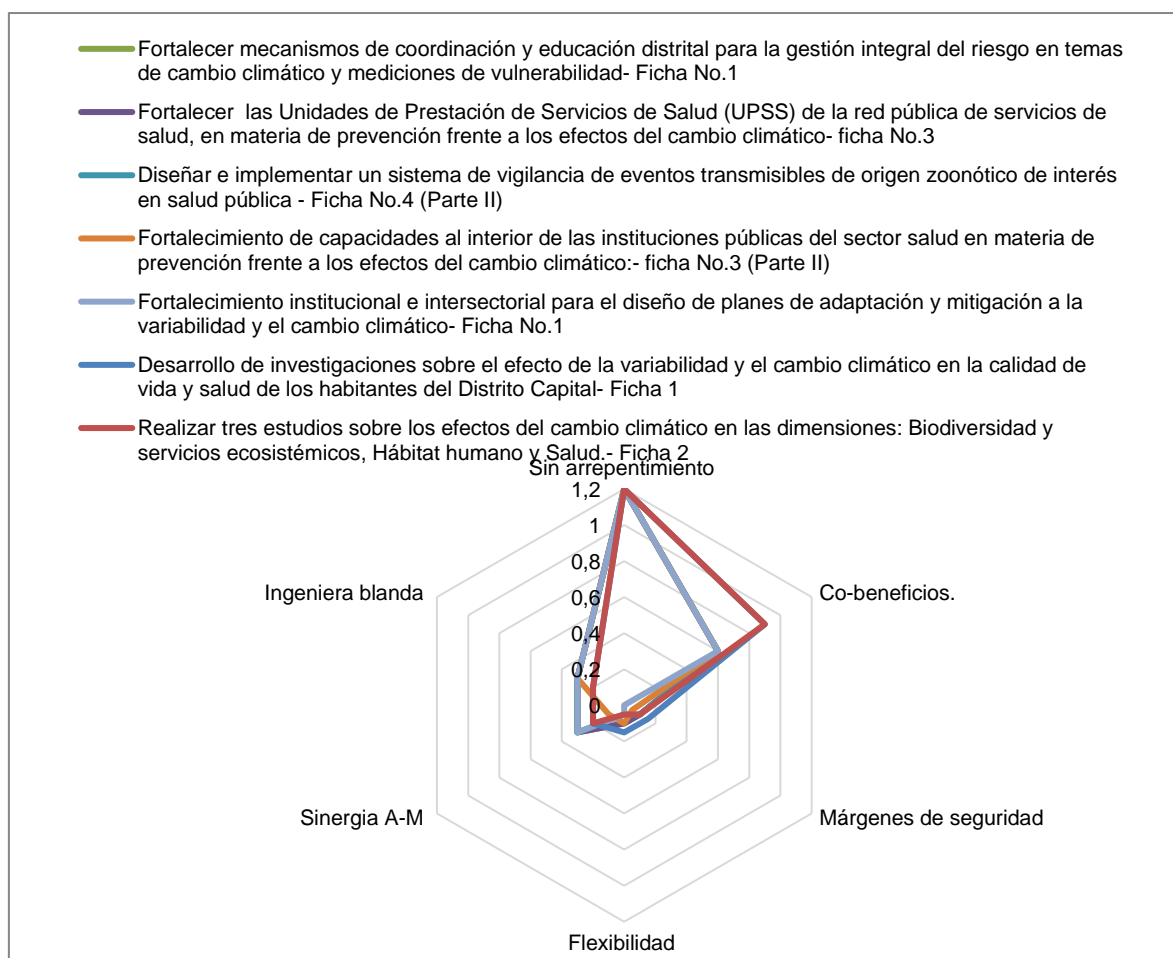 Fortalecer mecanismos de coordinación y educación distrital para la gestión integral del riesgo en temas
de cambio climático y mediciones de vulnerabilidad- Ficha No.1
Fortalecer  las Unidades de Prestación de Servicios de Salud (UPSS) de la red pública de servicios de
salud, en materia de prevención frente a los efectos del cambio climático- ficha No.3
Diseñar e implementar un sistema de vigilancia de eventos transmisibles de origen zoonótico de interés
en salud pública - Ficha No.4 (Parte II)
Fortalecimiento de capacidades al interior de las instituciones públicas del sector salud en materia de
prevención frente a los efectos del cambio climático:- ficha No.3 (Parte II)
Fortalecimiento institucional e intersectorial para el diseño de planes de adaptación y mitigación a la
variabilidad y el cambio climático- Ficha No.1
Desarrollo de investigaciones sobre el efecto de la variabilidad y el cambio climático en la calidad de
vida y salud de los habitantes del Distrito Capital- Ficha 1
Realizar tres estudios sobre los efectos del cambio climático en las dimensiones: Biodiversidad y
servicios ecosistémicos, Hábitat humano y Salud.- Ficha 2
Sin arrepentimiento
1,2
1
0,8
0,6
0,4
0,2
0
Ingeniera blanda
Co-beneficios.
Sinergia A-M
Márgenes de seguridad
Flexibilidad